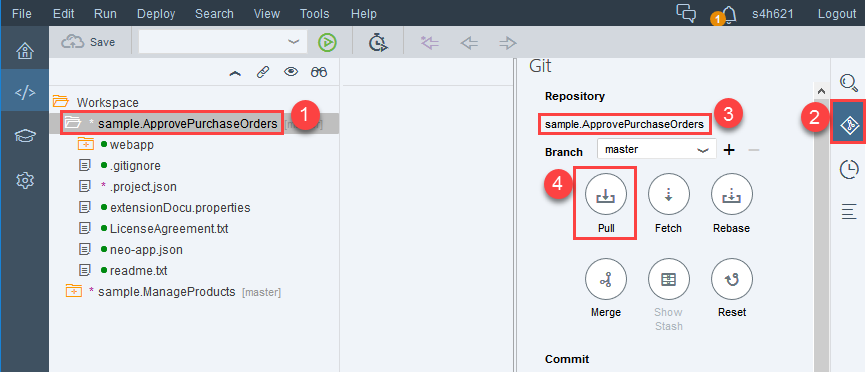 File Edit Run Deploy Search View Tools Help 1 s4h621 Logout
Save
Git
Workspace
* sample.ApprovePurchaseOrders 1
webapp
.gitignore
* .project.json
extensionDocu.properties
LicenseAgreement.txt
neo-app.json
readme.txt
* sample.ManageProducts [master]
Repository
sample.ApprovePurchaseOrders 3
2
Branch master + −
4
Pull Fetch Rebase
Merge Show Stash Reset
Commit